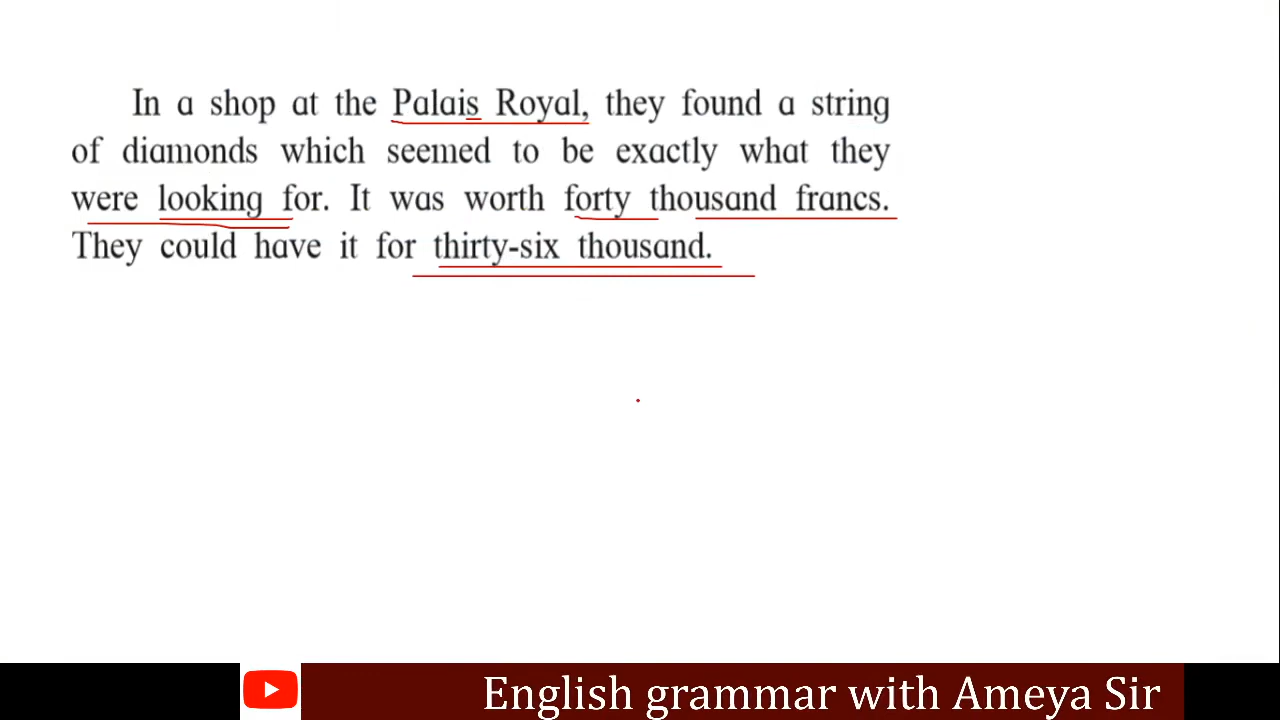 In a shop at the Palais Royal, they found a string
of diamonds which seemed to be exactly what they
were looking for. It was worth forty thousand francs.
They could have it for thirty-six thousand.
English grammar with Ameya Sir